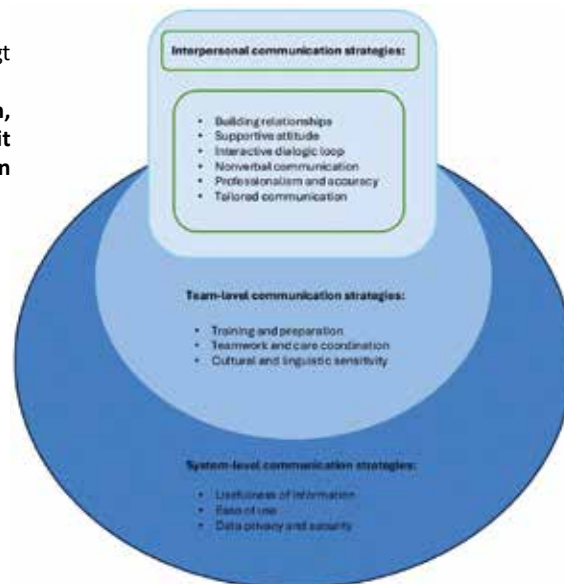 gt
n,
it
n
Interpersonal communication strategies:
• Building relationships
• Supportive attitude
• Interactive dialogic loop
• Nonverbal communication
• Professionalism and accuracy
• Tailored communication
Team-level communication strategies:
• Training and preparation
• Teamwork and care coordination
• Cultural and linguistic sensitivity
System-level communication strategies:
• Usefulness of information
• Ease of use
• Data privacy and security